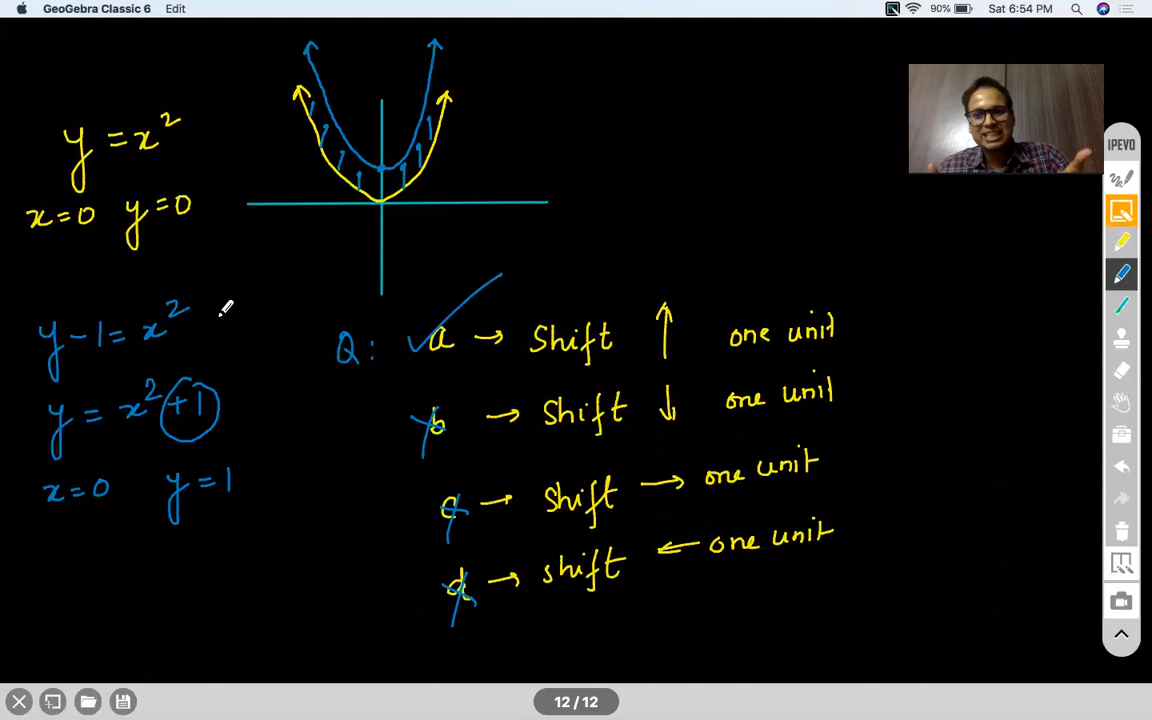 GeoGebra Classic 6 Edit 90% Sat 6:54 PM
IPEVO
y = x²
x = 0 y = 0
y - 1 = x²
y = x² + 1
x = 0 y = 1
Q: a → Shift ↑ one unit
b → Shift ↓ one unit
c → Shift → one unit
d → shift ← one unit
12 / 12